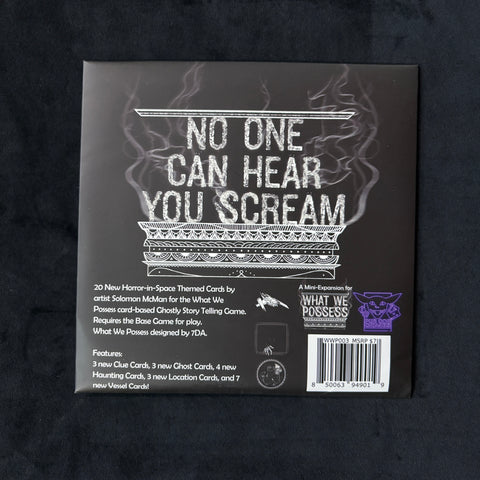 NO ONE
CAN HEAR
YOU SCREAM
20 New Horror-in-Space Themed Cards by
artist Solomon McMan for the What We
Possess card-based Ghostly Story Telling Game.
Requires the Base Game for play.
What We Possess designed by 7DA.
Features:
3 new Clue Cards, 3 new Ghost Cards, 4 new
Haunting Cards, 3 new Location Cards, and 7
new Vessel Cards!
A Mini-Expansion for
WHAT WE
POSSESS
WWP003 MSRP $7
8 50063 94901 9